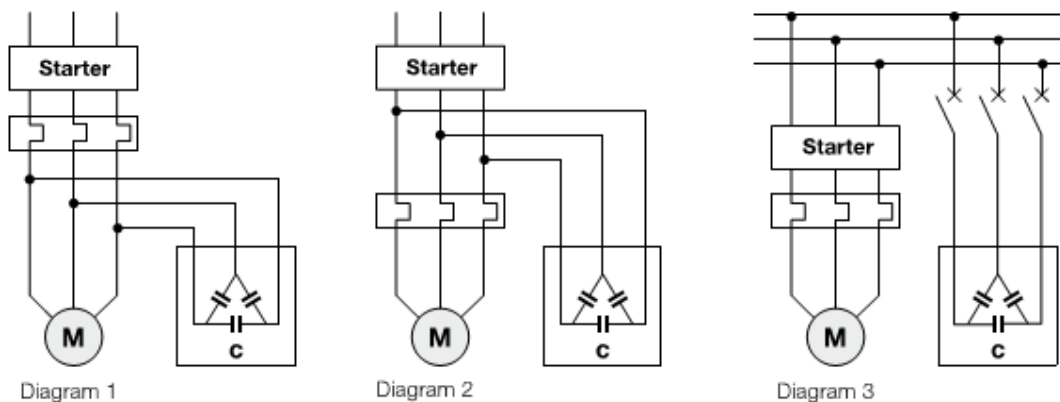 Starter
Starter
Starter
M
C
M
C
M
C
Diagram 1
Diagram 2
Diagram 3